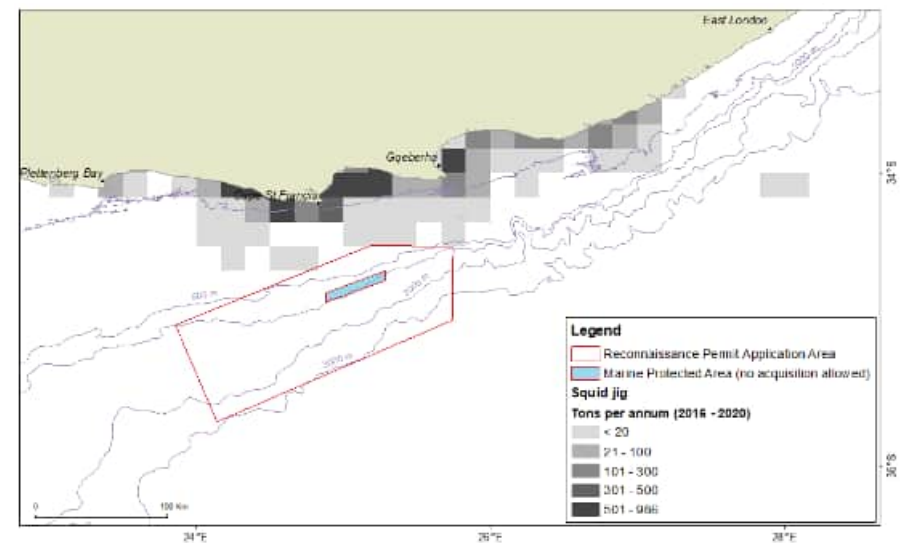 East London
Gqeberha
Plettenberg Bay
Cape St Francis
34°S
500 m
Legend
Reconnaissance Permit Application Area
Marine Protected Area (no acquisition allowed)
Squid jig
Tons per annum (2016 - 2020)
< 20
21 - 100
101 - 300
301 - 500
501 - 986
36°S
0 100 Km
24°E 26°E 28°E